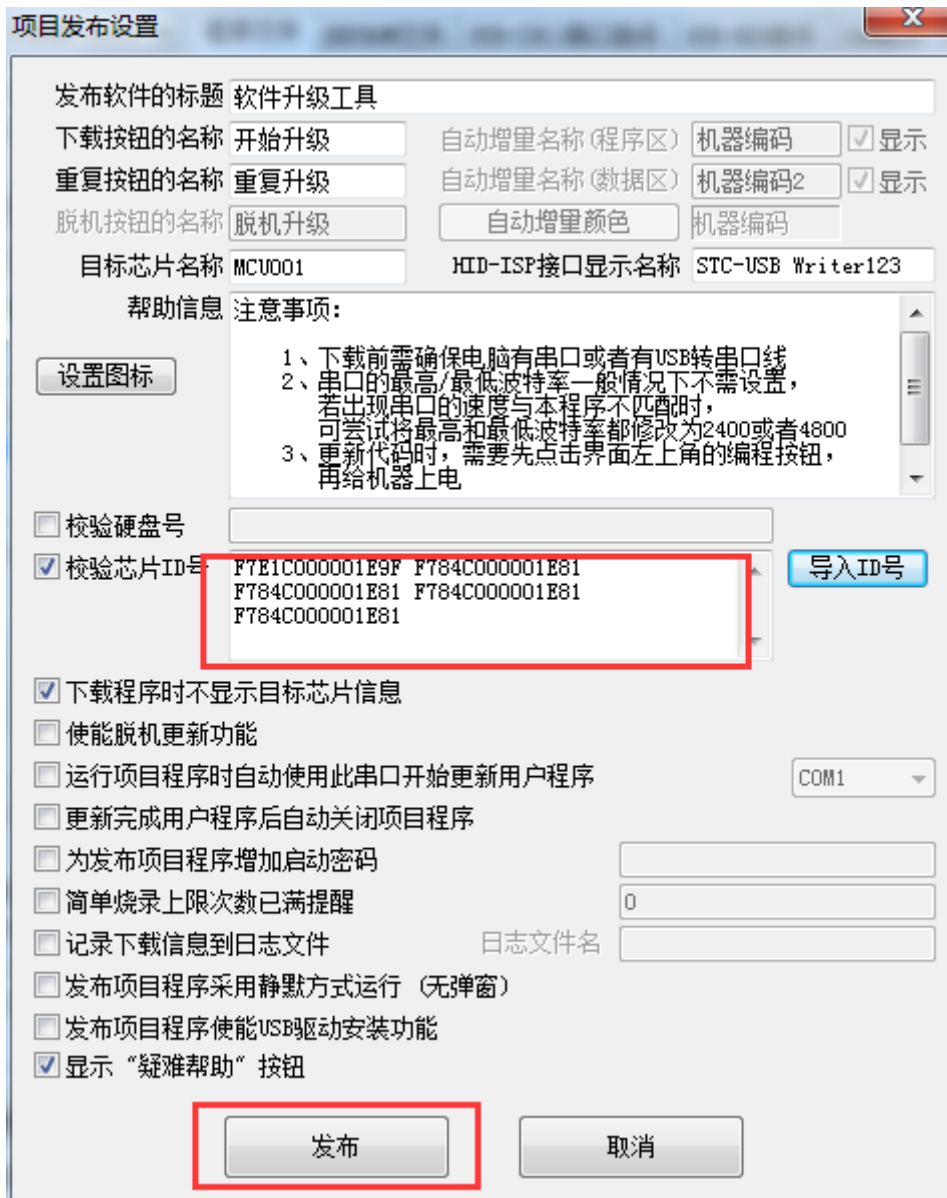 项目发布设置
发布软件的标题 软件升级工具
下载按钮的名称 开始升级 自动增量名称(程序区) 机器编码 显示
重复按钮的名称 重复升级 自动增量名称(数据区) 机器编码2 显示
脱机按钮的名称 脱机升级 自动增量颜色 机器编码
目标芯片名称 MCU001 HID-ISP接口显示名称 STC-USB Writer123
帮助信息 注意事项:
1、下载前需确保电脑有串口或者有USB转串口线
设置图标
2、串口的最高/最低波特率一般情况下不需设置,
若出现串口的速度与本程序不匹配时,
可尝试将最高和最低波特率都修改为2400或者4800
3、更新代码时, 需要先点击界面左上角的编程按钮,
再给机器上电
校验硬盘号
校验芯片ID号 F7E1C000001E9F F784C000001E81 导入ID号
F784C000001E81 F784C000001E81
F784C000001E81
下载程序时不显示目标芯片信息
使能脱机更新功能
运行项目程序时自动使用此串口开始更新用户程序 COM1
更新完成用户程序后自动关闭项目程序
为发布项目程序增加启动密码
简单烧录上限次数已满提醒 0
记录下载信息到日志文件 日志文件名
发布项目程序采用静默方式运行 (无弹窗)
发布项目程序使能USB驱动安装功能
显示“疑难帮助”按钮
发布 取消